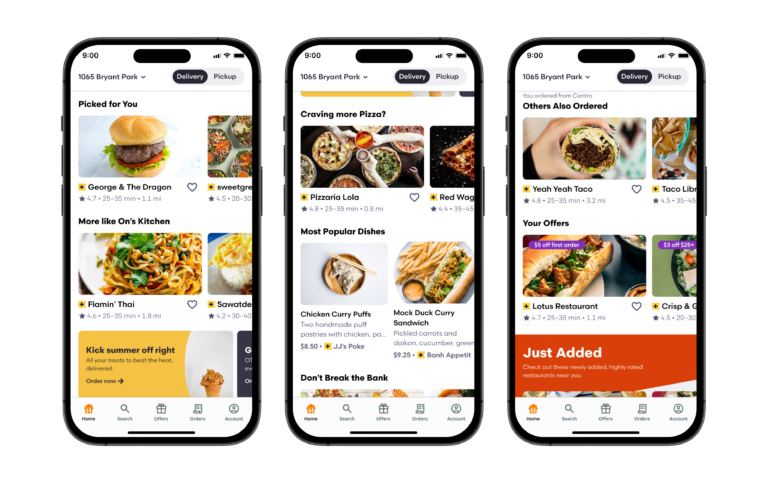 9:00
1065 Bryant Park
Delivery
Pickup
Picked for You
George & The Dragon
4.7 • 25–35 min • 1.1 mi
sweetgre
4.5 • 20–30
More like On's Kitchen
Flamin' Thai
4.6 • 25–35 min • 1.8 mi
Sawatde
4.2 • 30–40
Kick summer off right
All your treats to beat the heat,
delivered.
Order now →
G
Or
Home
Search
Offers
Orders
Account
9:00
1065 Bryant Park
Delivery
Pickup
Craving more Pizza?
Pizzaria Lola
4.8 • 25–35 min • 0.8 mi
Red Wag
4.4 • 35–45
Most Popular Dishes
Chicken Curry Puffs
Two handmade puff
pastries with chicken, pa...
$8.50 • JJ's Poke
Mock Duck Curry
Sandwich
Pickled carrots and
daikon, cucumber, green
$9.25 • Banh Appetit
Don't Break the Bank
Home
Search
Offers
Orders
Account
9:00
1065 Bryant Park
Delivery
Pickup
You ordered from Centro
Others Also Ordered
Yeah Yeah Taco
4.8 • 25–35 min • 3.2 mi
Taco Libr
4.5 • 35–45
Your Offers
$5 off first order
Lotus Restaurant
4.7 • 25–35 min • 1.1 mi
$3 off $25+
Crisp & G
4.5 • 20–30
Just Added
Check out these newly added, highly rated
restaurants near you.
Home
Search
Offers
Orders
Account